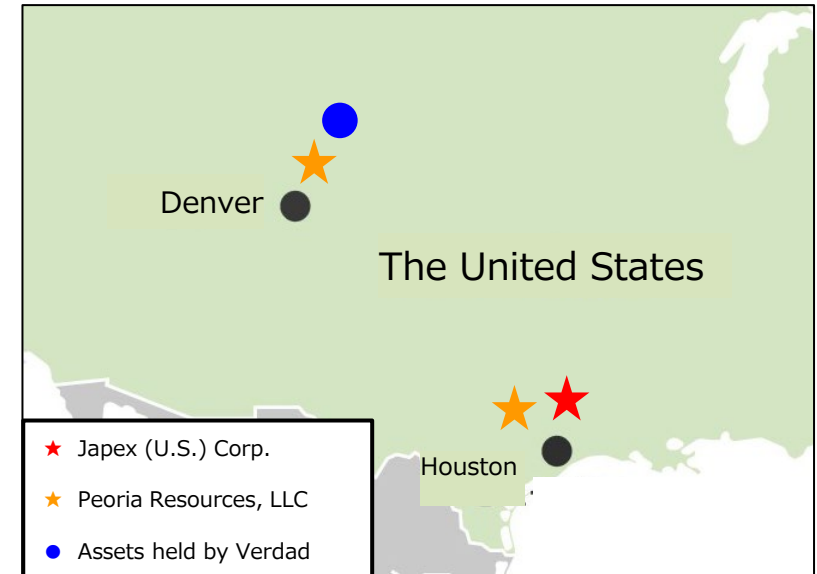 Denver
The United States
Houston
Japex (U.S.) Corp.
Peoria Resources, LLC
Assets held by Verdad